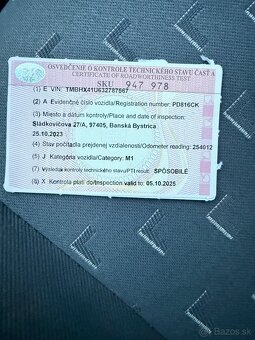 OSVEDČENIE O KONTROLE TECHNICKÉHO STAVU ČASŤ A
CERTIFICATE OF ROADWORTHINESS TEST
SKU 947 978
(1) E VIN: TMBHX41U632787867
(2) A Evidenčné číslo vozidla/Registration number: PD816CK
(3) Miesto a dátum kontroly/Place and date of inspection:
Sládkovičova 27/A, 97405, Banská Bystrica
25.10.2023
(4) Stav počítadla prejdenej vzdialenosti/Odometer reading: 254012
(5) J Kategória vozidla/Category: M1
(7) Výsledok kontroly technického stavu/PTI result: SPÔSOBILÉ
(8) X Kontrola platí do/Inspection valid to: 05.10.2025
Bazos.sk